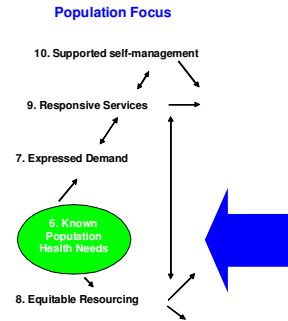 Population Focus
10. Supported self-management
9. Responsive Services
7. Expressed Demand
6. Known
Population
Health Needs
8. Equitable Resourcing